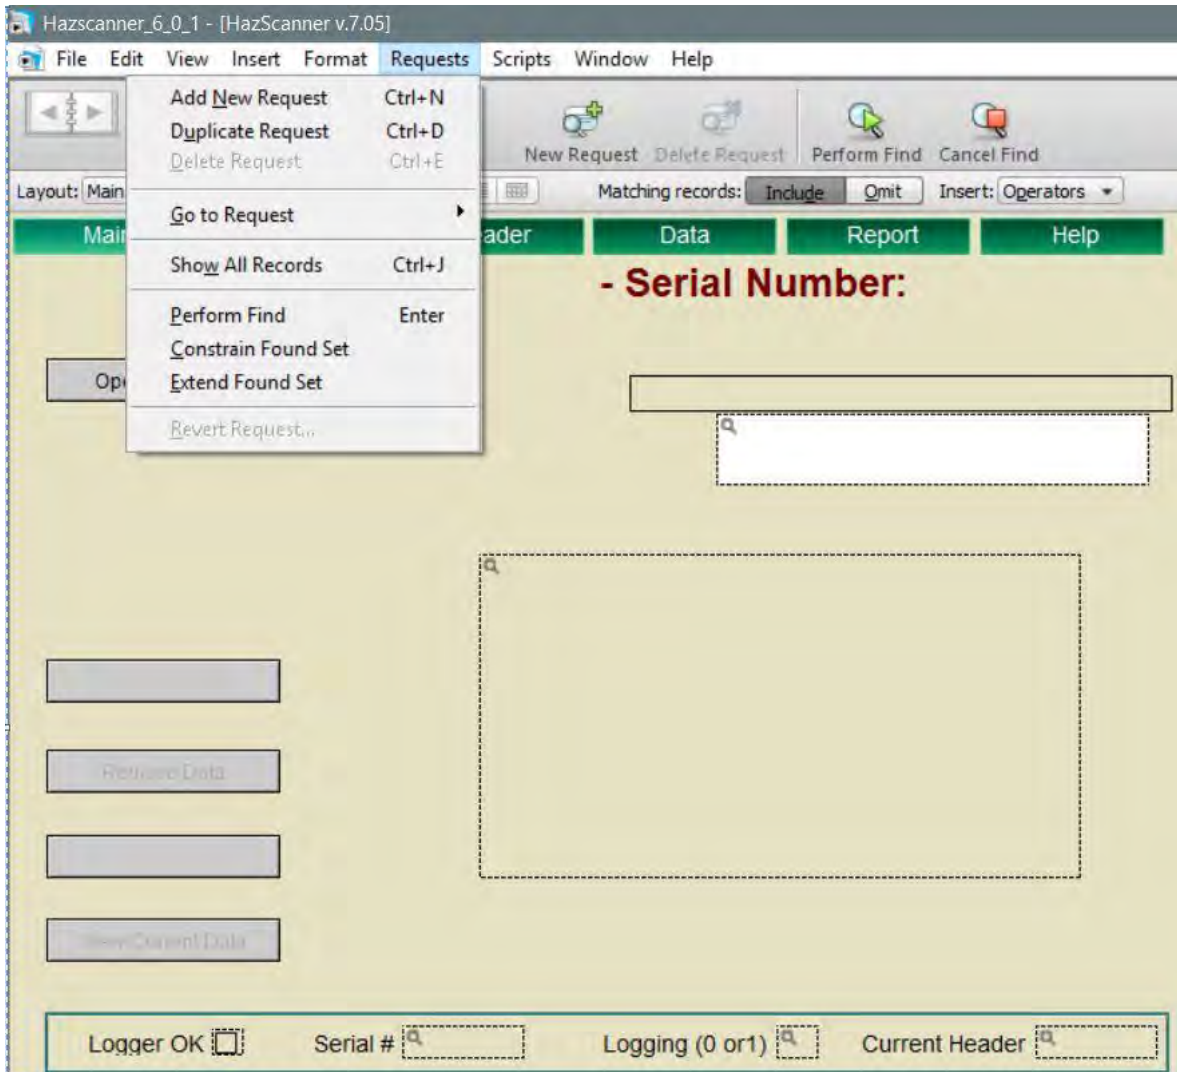 Hazscanner_6_0_1 - [HazScanner v.7.05]
File Edit View Insert Format Requests Scripts Window Help
Add New Request Ctrl+N
Duplicate Request Ctrl+D
Delete Request Ctrl+E
Go to Request
Show All Records Ctrl+J
Perform Find Enter
Constrain Found Set
Extend Found Set
Revert Request...
New Request Delete Request Perform Find Cancel Find
Layout: Main Matching records: Include Omit Insert: Operators
Data Report Help
- Serial Number:
Remove Data
View Current Data
Logger OK Serial # Logging (0 or1) Current Header